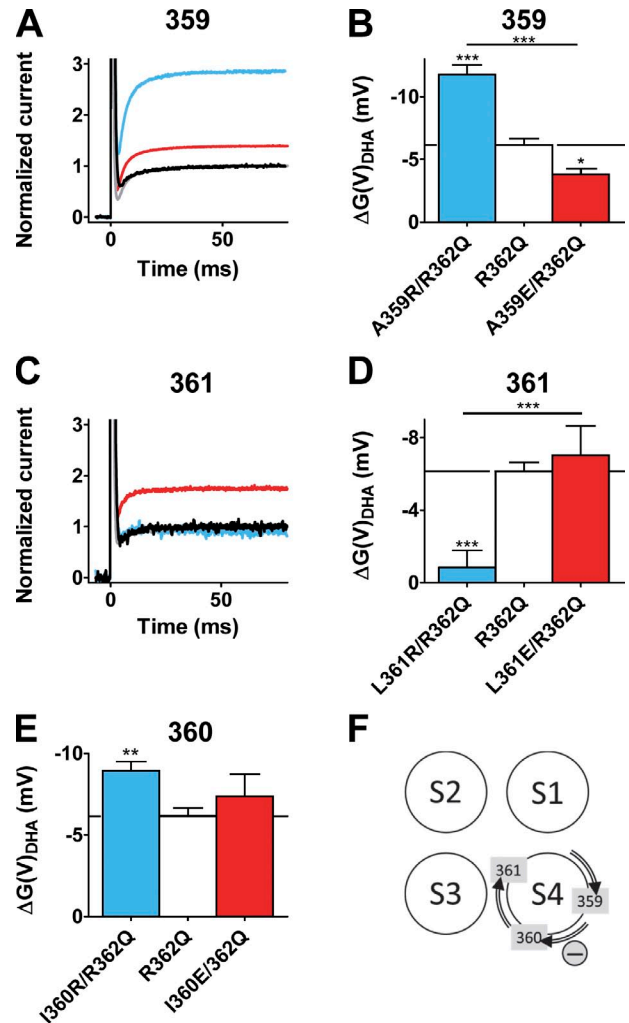 A
359
Normalized current
3
2
1
0
0
50
Time (ms)
B
359
ΔG(V)DHA (mV)
-10
-5
0
***
***
*
A359R/R362Q
R362Q
A359E/R362Q
C
361
Normalized current
3
2
1
0
0
50
Time (ms)
D
361
ΔG(V)DHA (mV)
-8
-4
0
***
***
L361R/R362Q
R362Q
L361E/R362Q
E
360
ΔG(V)DHA (mV)
-10
-5
0
**
I360R/R362Q
R362Q
I360E/362Q
F
S2
S1
S3
S4
361
359
360
−